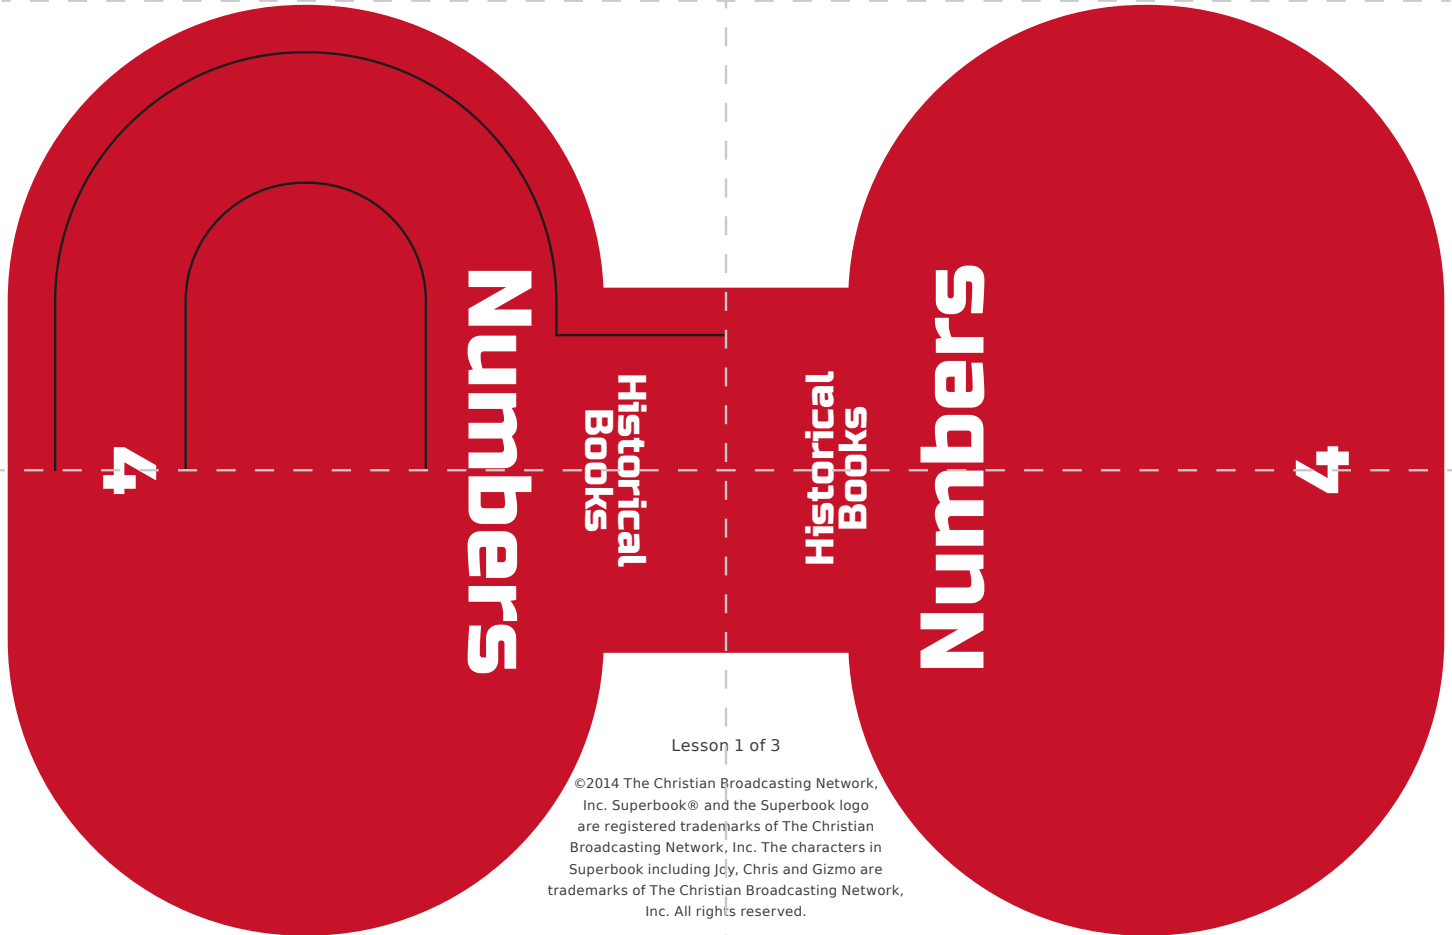 4
Numbers
Historical
Books
Historical
Books
Numbers
4
Lesson 1 of 3
©2014 The Christian Broadcasting Network,
Inc. Superbook® and the Superbook logo
are registered trademarks of The Christian
Broadcasting Network, Inc. The characters in
Superbook including Joy, Chris and Gizmo are
trademarks of The Christian Broadcasting Network,
Inc. All rights reserved.